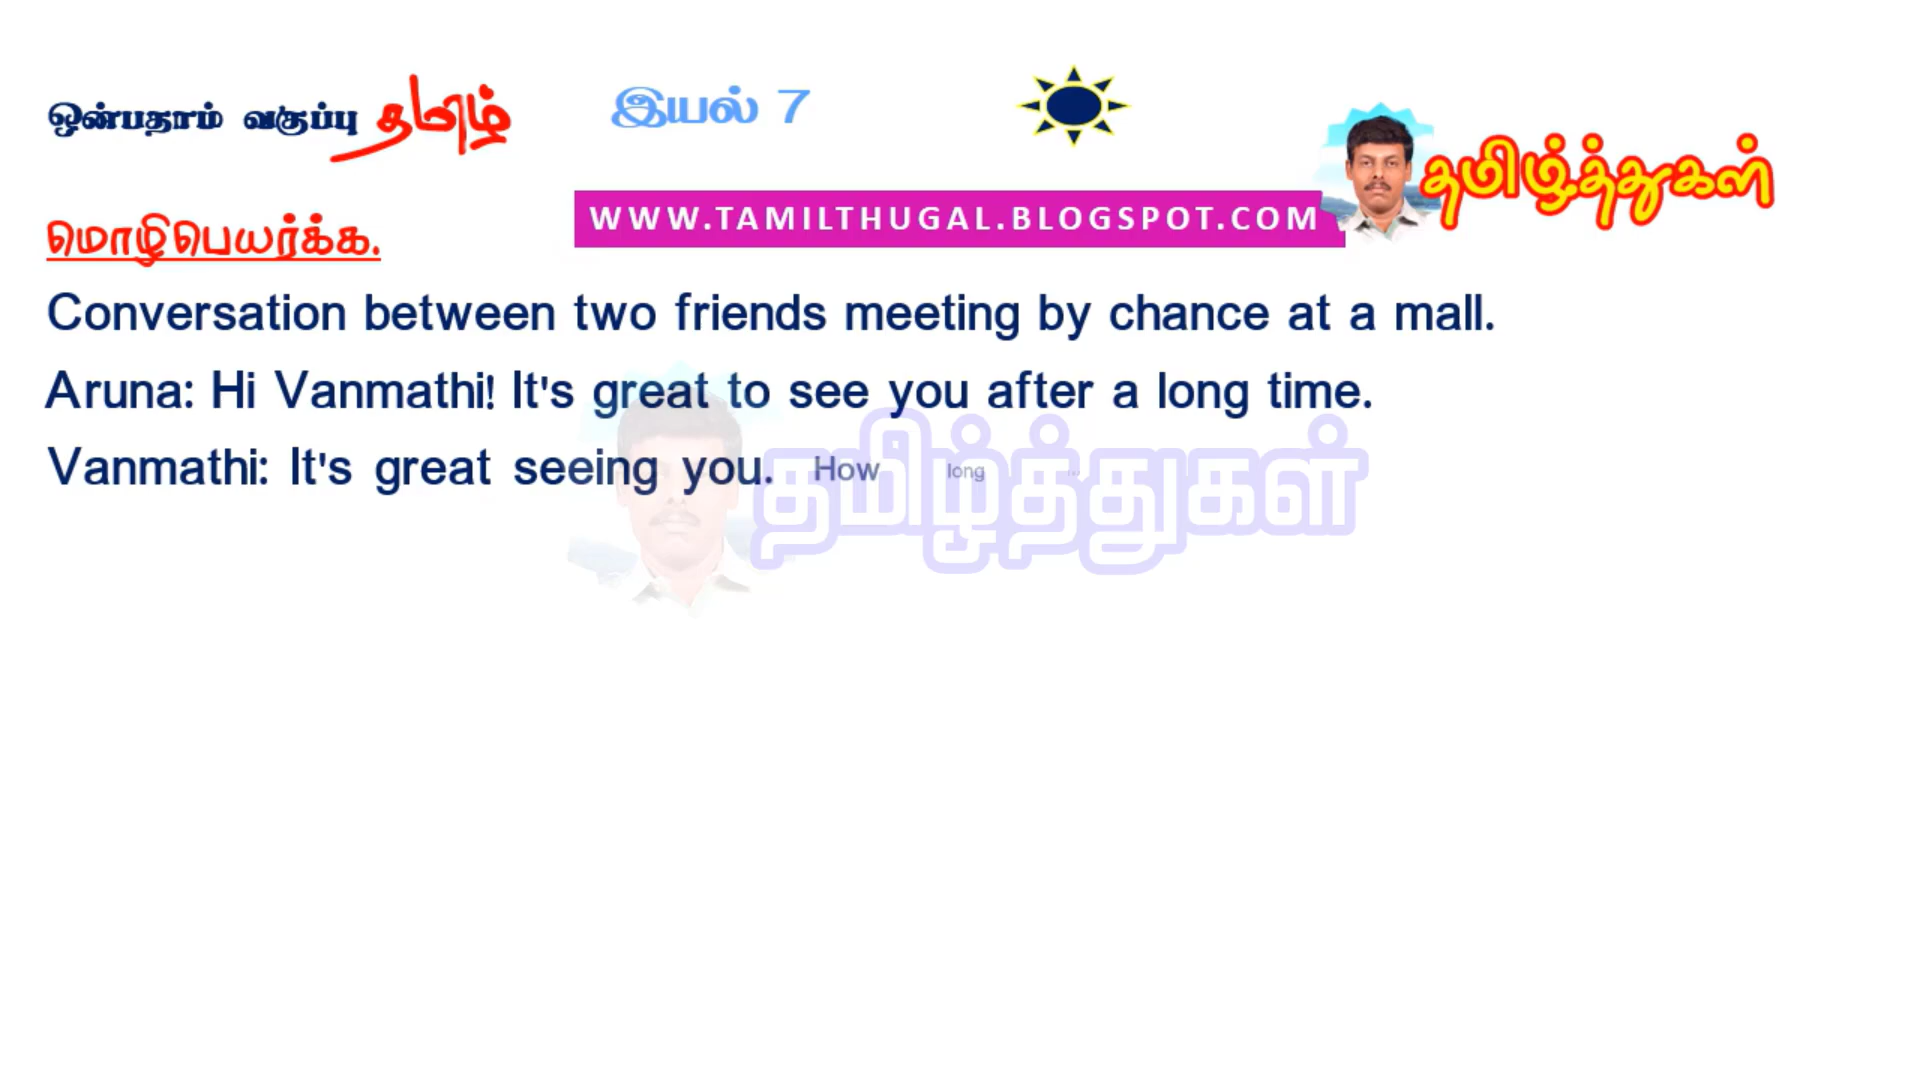 ஒன்பதாம் வகுப்பு தமிழ்
இயல் 7
தமிழ்த்துகள்
WWW.TAMILTHUGAL.BLOGSPOT.COM
மொழிபெயர்க்க.
Conversation between two friends meeting by chance at a mall.
Aruna: Hi Vanmathi! It's great to see you after a long time.
Vanmathi: It's great seeing you. How long
தமிழ்த்துகள்